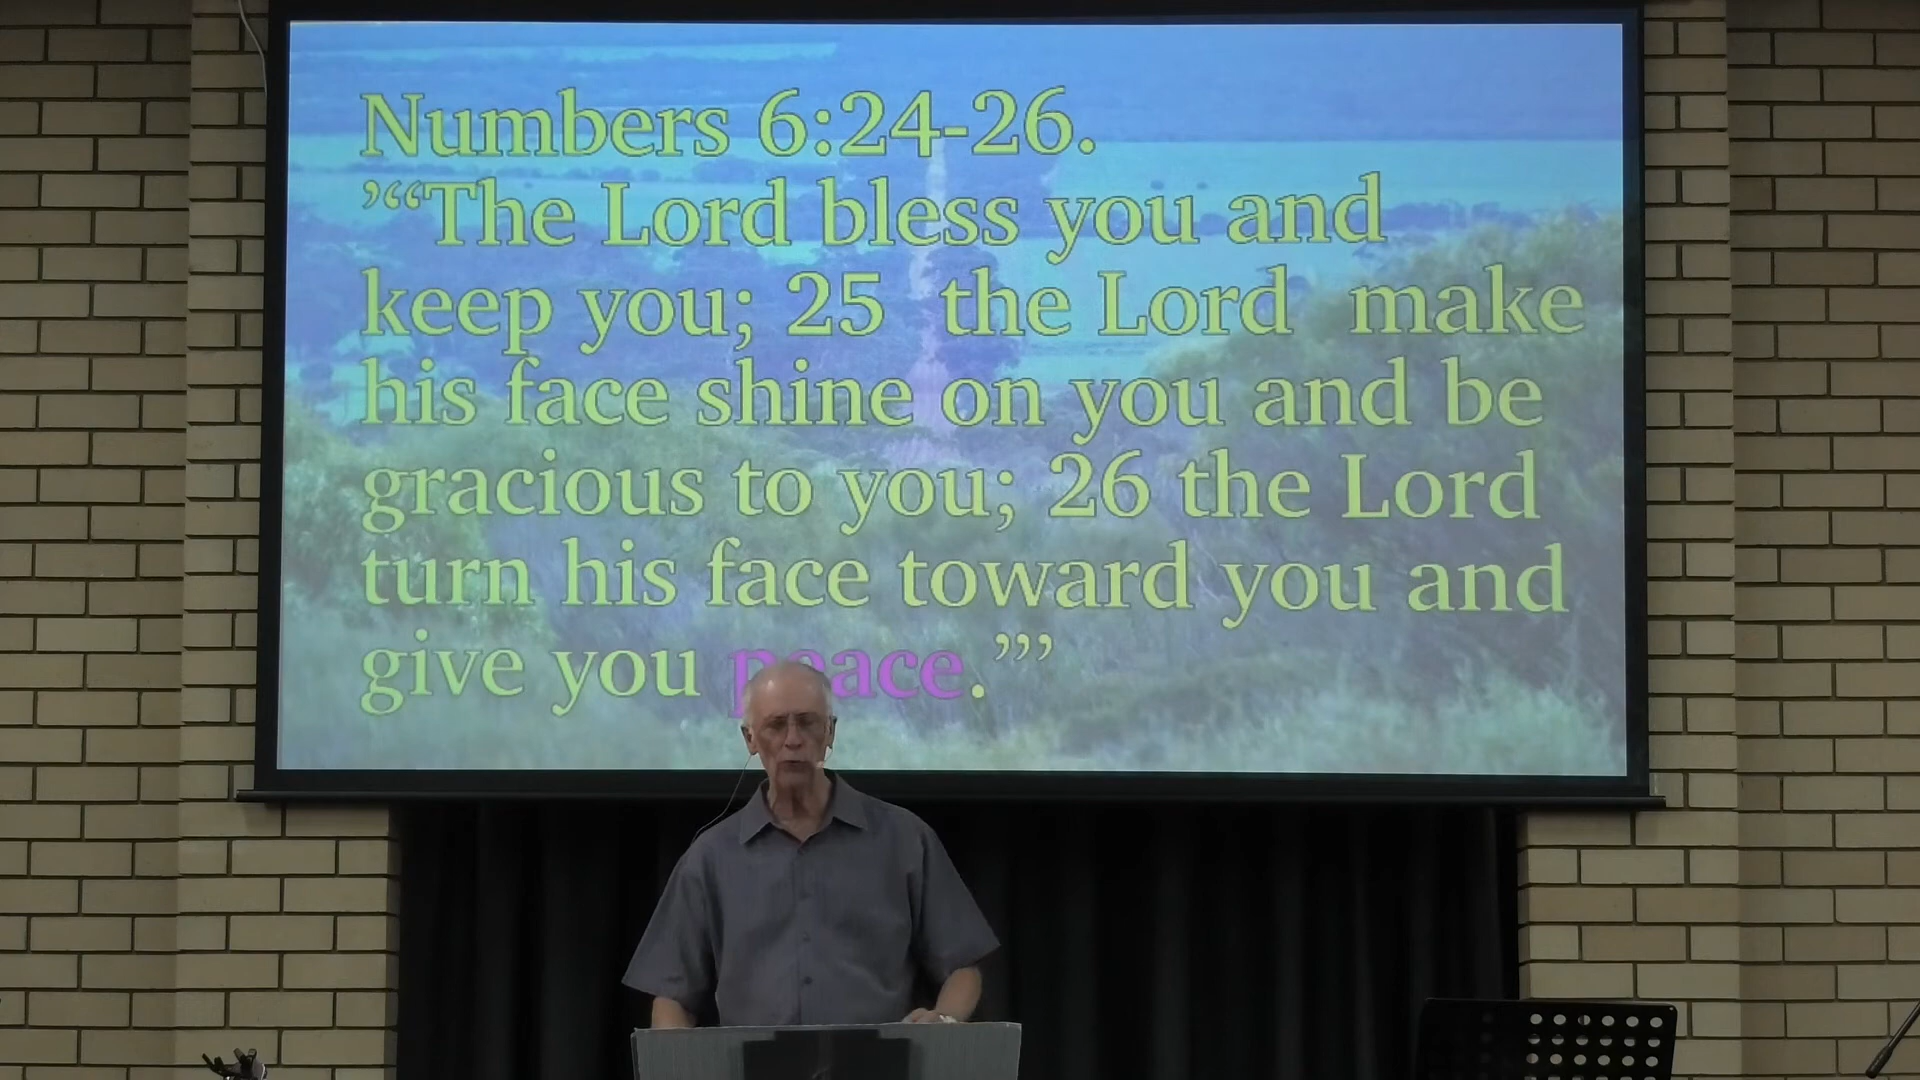 Numbers 6:24-26.
’“‘The Lord bless you and
keep you; 25 the Lord make
his face shine on you and be
gracious to you; 26 the Lord
turn his face toward you and
give you peace.”’”